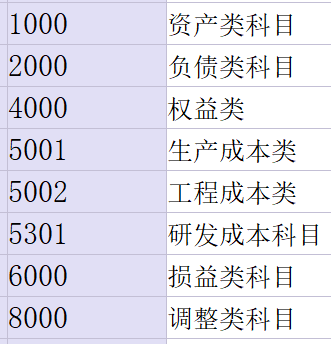 1000 资产类科目
2000 负债类科目
4000 权益类
5001 生产成本类
5002 工程成本类
5301 研发成本科目
6000 损益类科目
8000 调整类科目